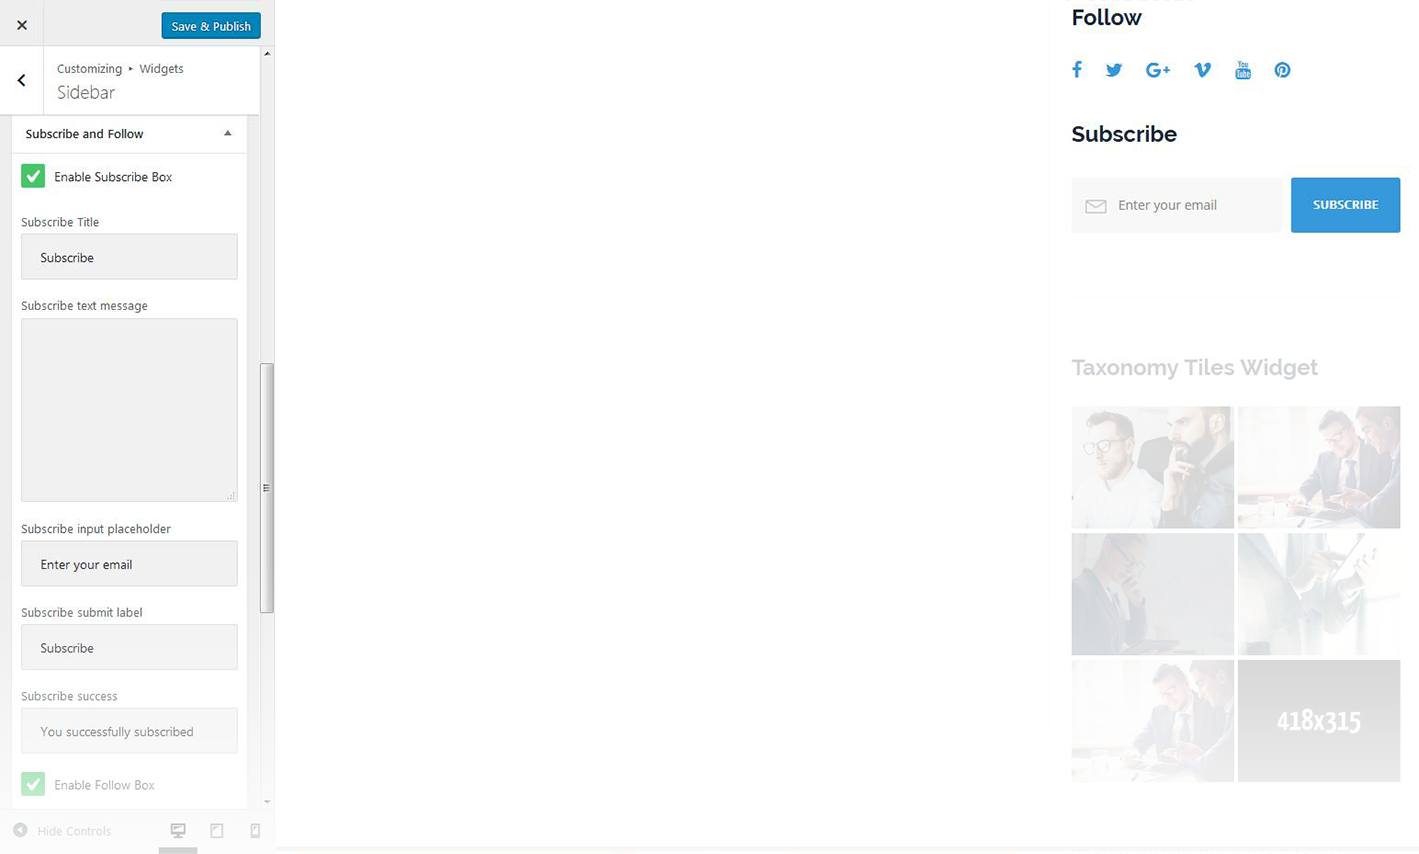 Save & Publish
Customizing ▸ Widgets
Sidebar
Subscribe and Follow
Enable Subscribe Box
Subscribe Title
Subscribe
Subscribe text message
Subscribe input placeholder
Enter your email
Subscribe submit label
Subscribe
Subscribe success
You successfully subscribed
Enable Follow Box
Hide Controls
Follow
G+
You
Tube
Subscribe
Enter your email
SUBSCRIBE
Taxonomy Tiles Widget
418x315